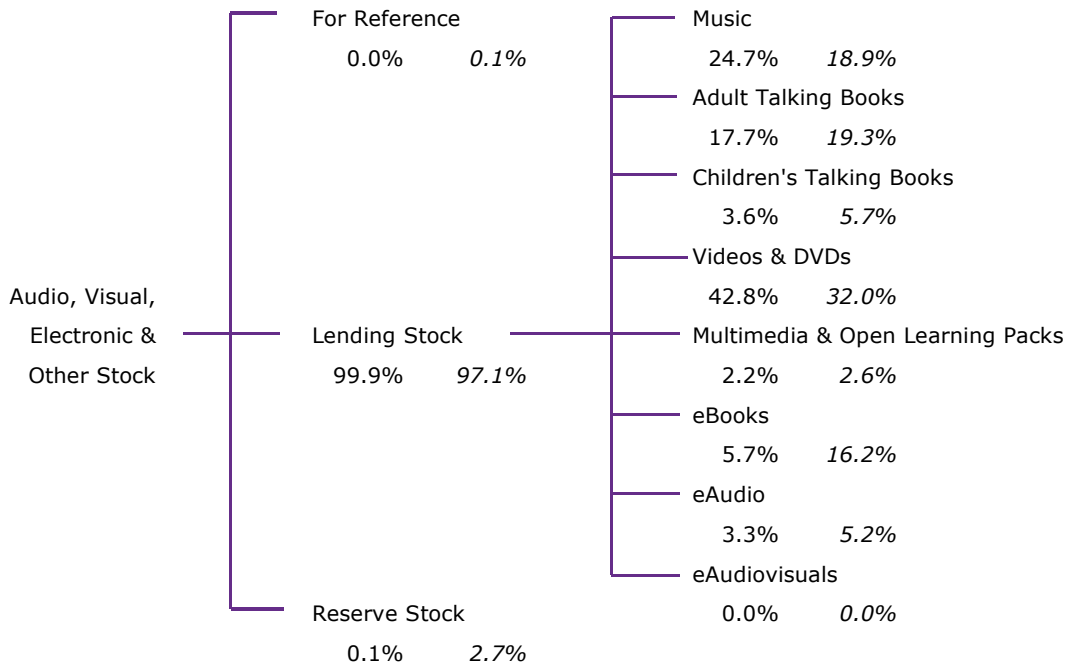 For Reference
0.0% 0.1%
Audio, Visual,
Electronic &
Other Stock
Lending Stock
99.9% 97.1%
Reserve Stock
0.1% 2.7%
Music
24.7% 18.9%
Adult Talking Books
17.7% 19.3%
Children's Talking Books
3.6% 5.7%
Videos & DVDs
42.8% 32.0%
Multimedia & Open Learning Packs
2.2% 2.6%
eBooks
5.7% 16.2%
eAudio
3.3% 5.2%
eAudiovisuals
0.0% 0.0%